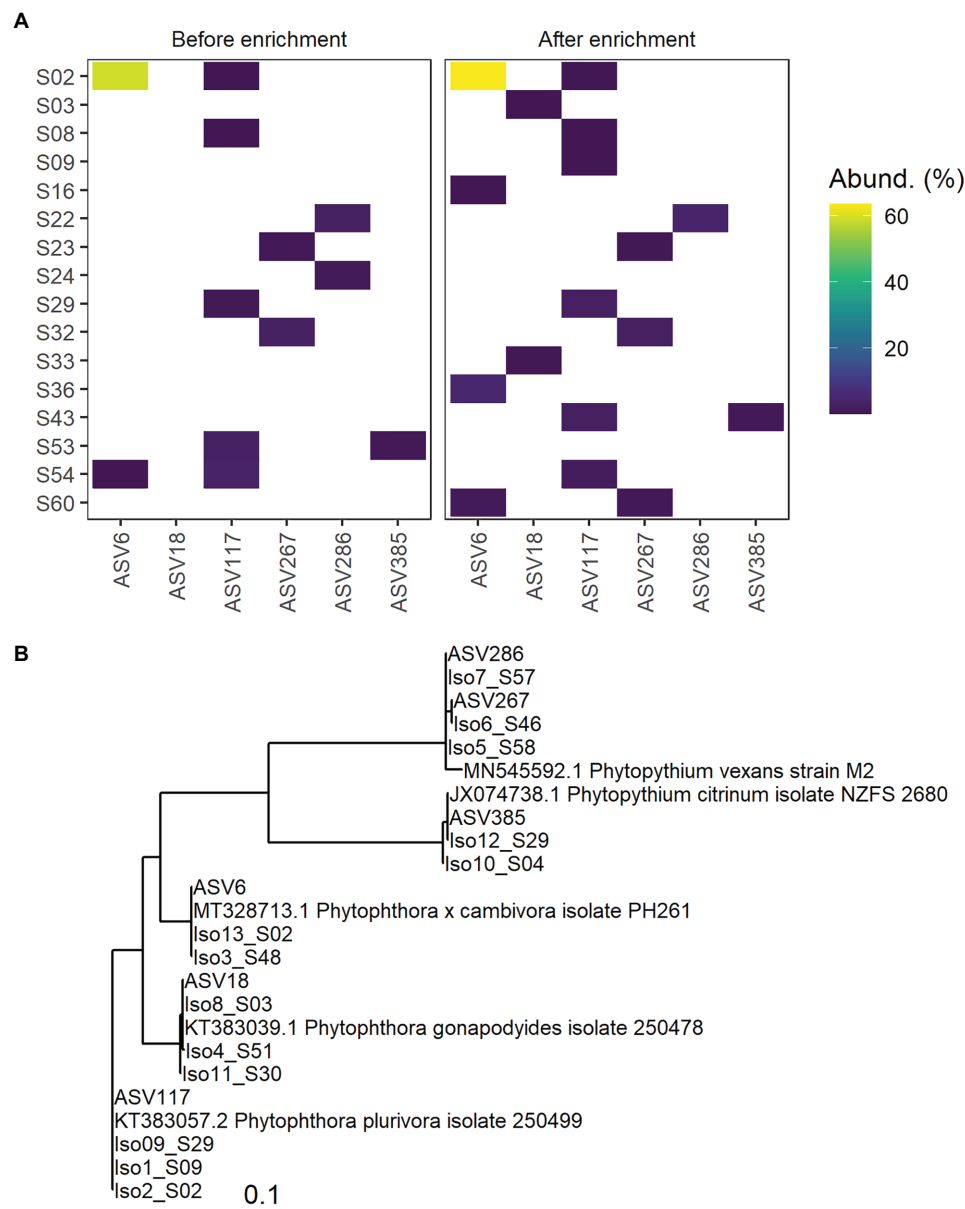 A
Before enrichment
After enrichment
S02
S03
S08
S09
S16
S22
S23
S24
S29
S32
S33
S36
S43
S53
S54
S60
ASV6
ASV18
ASV117
ASV267
ASV286
ASV385
ASV6
ASV18
ASV117
ASV267
ASV286
ASV385
Abund. (%)
60
40
20
B
ASV286
Iso7_S57
ASV267
Iso6_S46
Iso5_S58
MN545592.1 Phytopythium vexans strain M2
JX074738.1 Phytopythium citrinum isolate NZFS 2680
ASV385
Iso12_S29
Iso10_S04
ASV6
MT328713.1 Phytophthora x cambivora isolate PH261
Iso13_S02
Iso3_S48
ASV18
Iso8_S03
KT383039.1 Phytophthora gonapodyides isolate 250478
Iso4_S51
Iso11_S30
ASV117
KT383057.2 Phytophthora plurivora isolate 250499
Iso09_S29
Iso1_S09
Iso2_S02
0.1